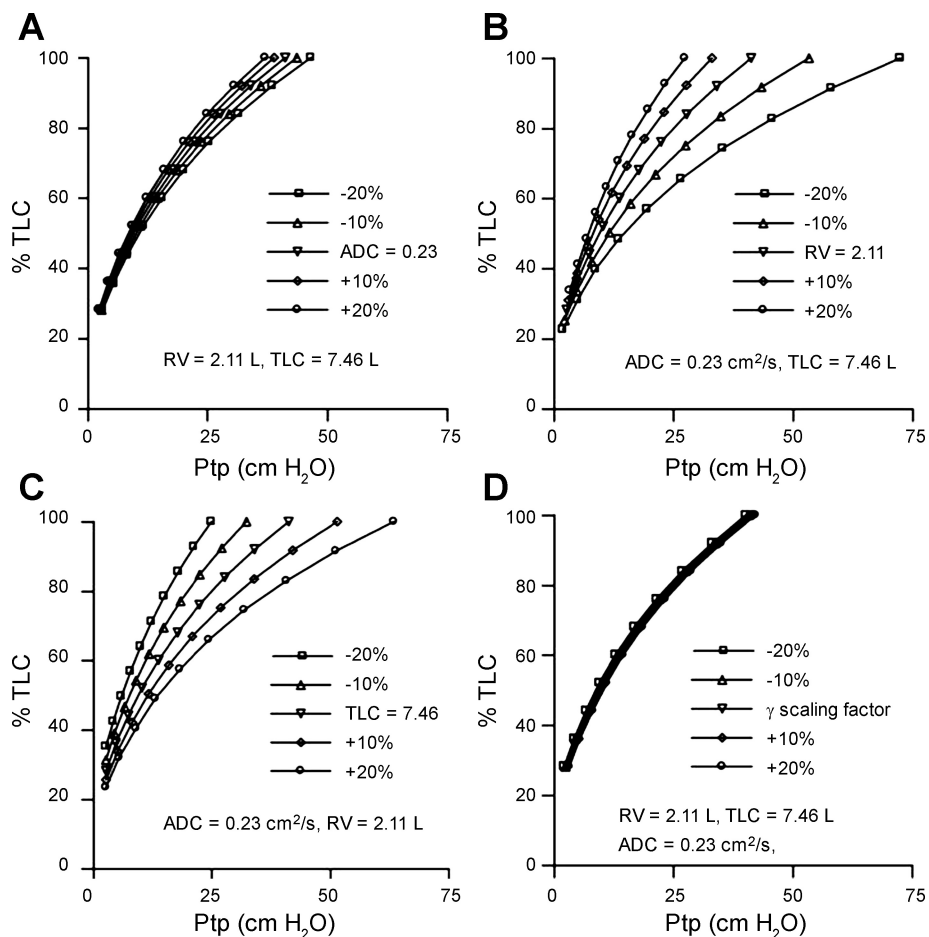 A
100
80
60
40
20
0
% TLC
-20%
-10%
ADC = 0.23
+10%
+20%
RV = 2.11 L, TLC = 7.46 L
0 25 50 75
Ptp (cm H₂O)
B
100
80
60
40
20
0
% TLC
-20%
-10%
RV = 2.11
+10%
+20%
ADC = 0.23 cm²/s, TLC = 7.46 L
0 25 50 75
Ptp (cm H₂O)
C
100
80
60
40
20
0
% TLC
-20%
-10%
TLC = 7.46
+10%
+20%
ADC = 0.23 cm²/s, RV = 2.11 L
0 25 50 75
Ptp (cm H₂O)
D
100
80
60
40
20
0
% TLC
-20%
-10%
γ scaling factor
+10%
+20%
RV = 2.11 L, TLC = 7.46 L
ADC = 0.23 cm²/s,
0 25 50 75
Ptp (cm H₂O)